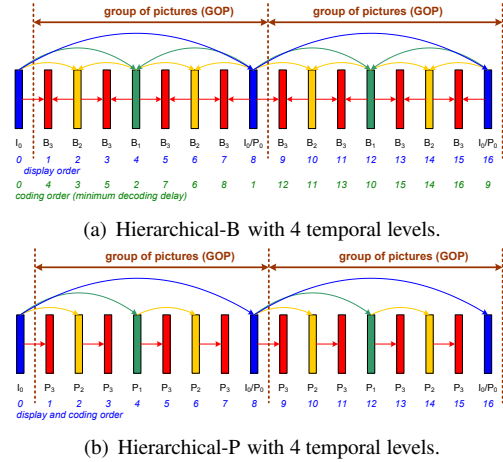 group of pictures (GOP) group of pictures (GOP)
I0 B3 B2 B3 B1 B3 B2 B3 I0/P0 B3 B2 B3 B1 B3 B2 B3 I0/P0
0 1 2 3 4 5 6 7 8 9 10 11 12 13 14 15 16
display order
0 4 3 5 2 7 6 8 1 12 11 13 10 15 14 16 9
coding order (minimum decoding delay)
(a) Hierarchical-B with 4 temporal levels.
group of pictures (GOP) group of pictures (GOP)
I0 P3 P2 P3 P1 P3 P2 P3 I0/P0 P3 P2 P3 P1 P3 P2 P3 I0/P0
0 1 2 3 4 5 6 7 8 9 10 11 12 13 14 15 16
display and coding order
(b) Hierarchical-P with 4 temporal levels.